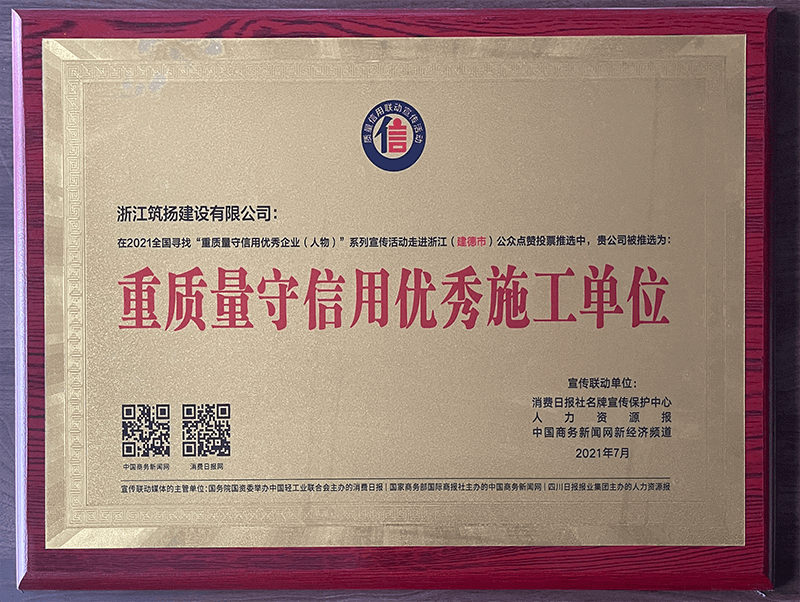 质量信用联动宣传活动
信
浙江筑扬建设有限公司：
在2021全国寻找“重质量守信用优秀企业（人物）”系列宣传活动走进浙江（建德市）公众点赞投票推选中，贵公司被推选为：
重质量守信用优秀施工单位
宣传联动单位：
消费日报社名牌宣传保护中心
人力资源报
中国商务新闻网新经济频道
2021年7月
中国商务新闻网 消费日报网
宣传联动媒体的主管单位:国务院国资委举办中国轻工业联合会主办的消费日报|国家商务部国际商报社主办的中国商务新闻网|四川日报报业集团主办的人力资源报